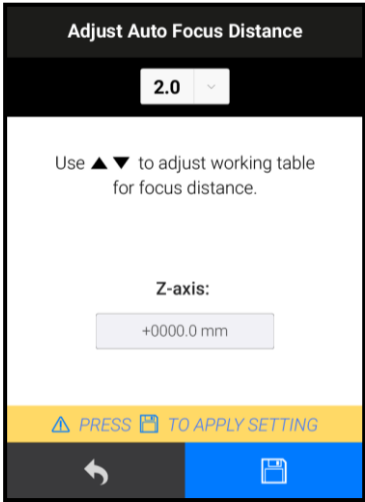 Adjust Auto Focus Distance
2.0
Use ▲ ▼ to adjust working table
for focus distance.
Z-axis:
+0000.0 mm
PRESS 💾 TO APPLY SETTING